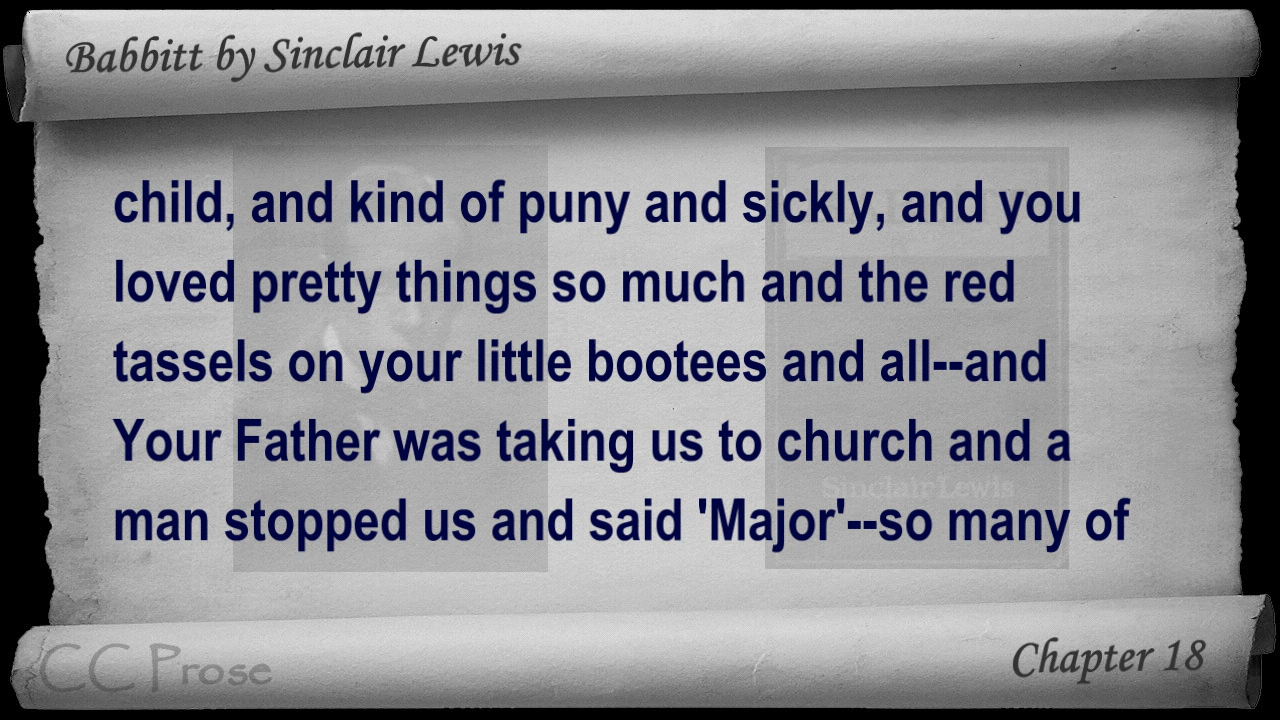 Babbitt by Sinclair Lewis
child, and kind of puny and sickly, and you
loved pretty things so much and the red
tassels on your little bootees and all--and
Your Father was taking us to church and a
man stopped us and said 'Major'--so many of
Sinclair Lewis
CC Prose
Chapter 18